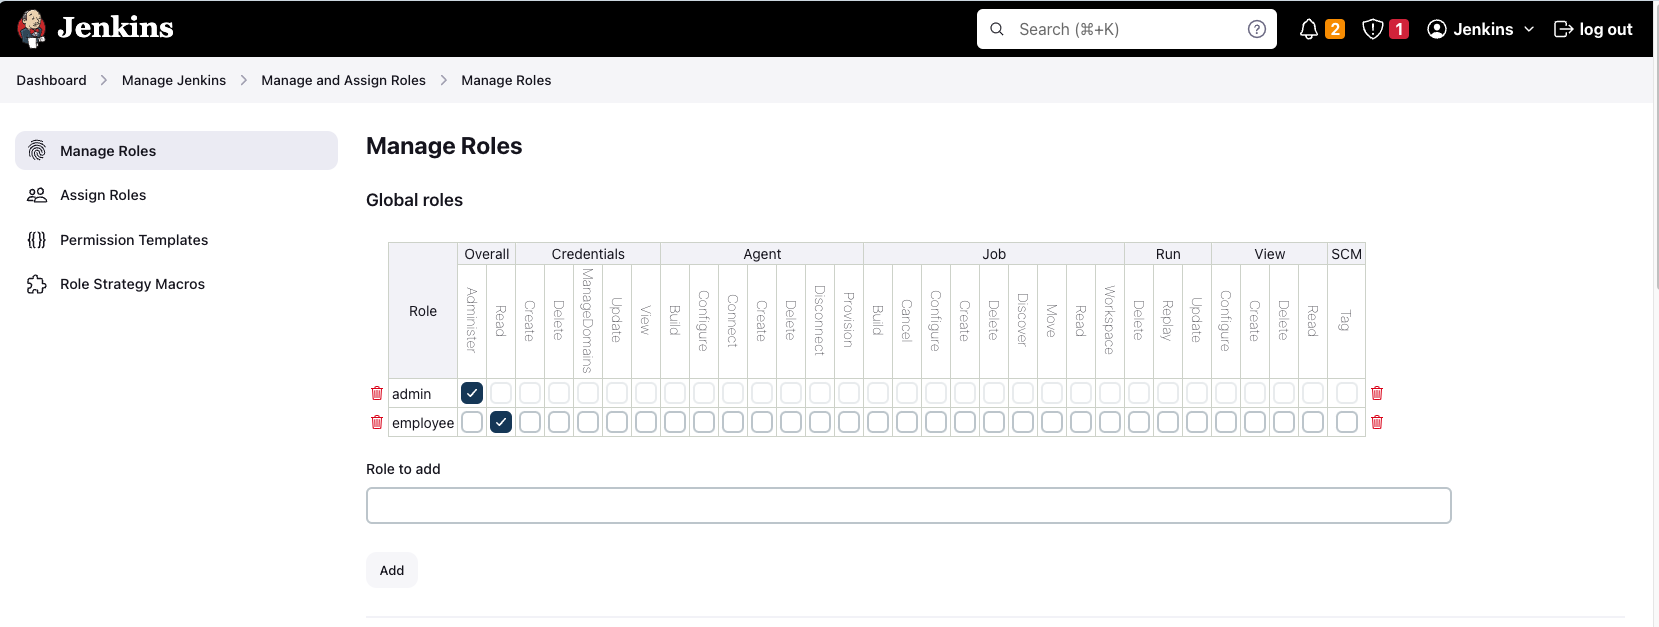 Jenkins
Search (⌘+K)
2
1
Jenkins
log out
Dashboard
Manage Jenkins
Manage and Assign Roles
Manage Roles
Manage Roles
Assign Roles
Permission Templates
Role Strategy Macros
Manage Roles
Global roles
Role Overall Credentials Agent Job Run View SCM
Administer Read Create Delete ManageDomains Update View Build Configure Connect Create Delete Disconnect Provision Build Cancel Configure Create Delete Discover Move Read Workspace Delete Replay Update Configure Create Delete Read Tag
admin
employee
Role to add
Add